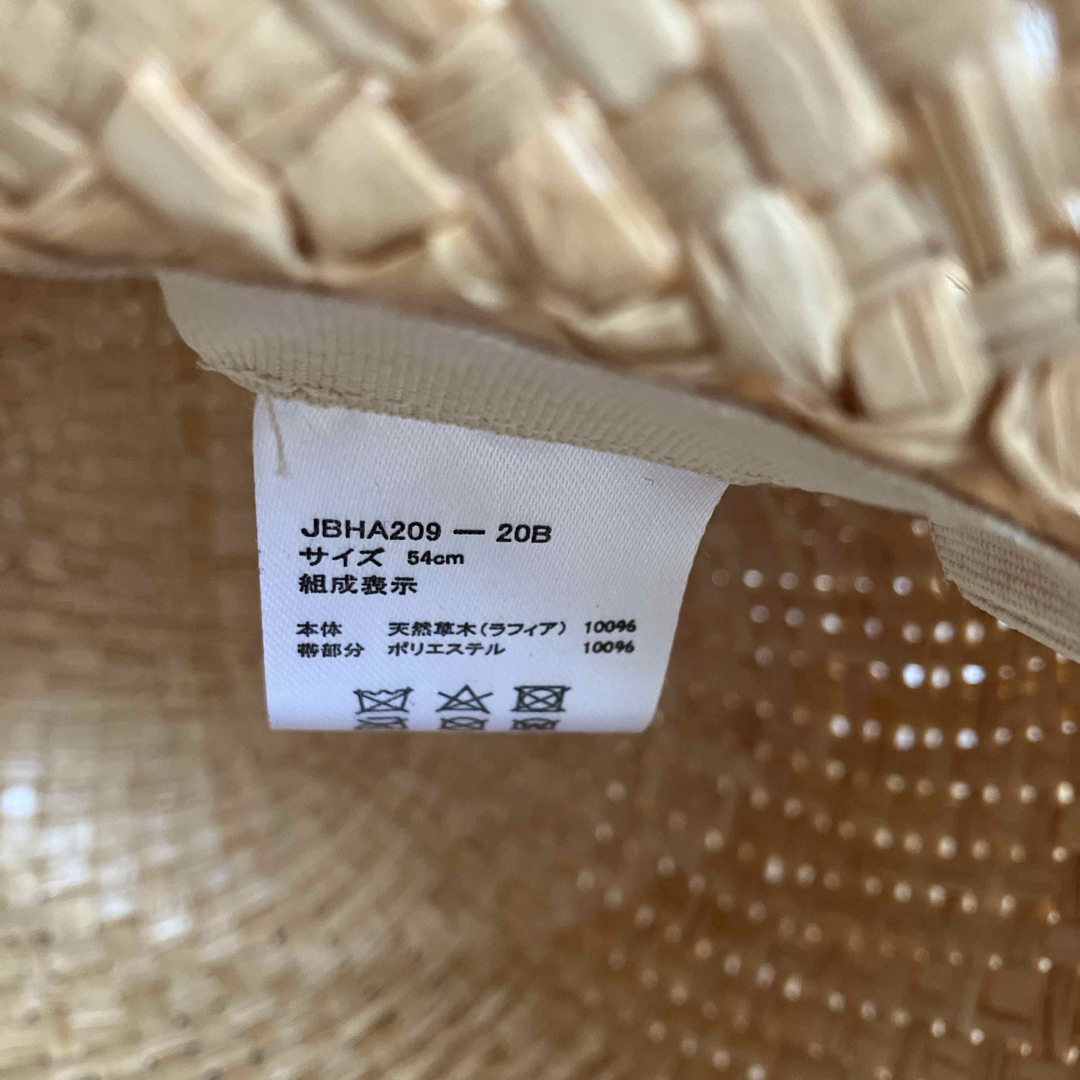 JBHA209 — 20B
サイズ 54cm
組成表示
本体 天然草木(ラフィア) 100%
帯部分 ポリエステル 100%